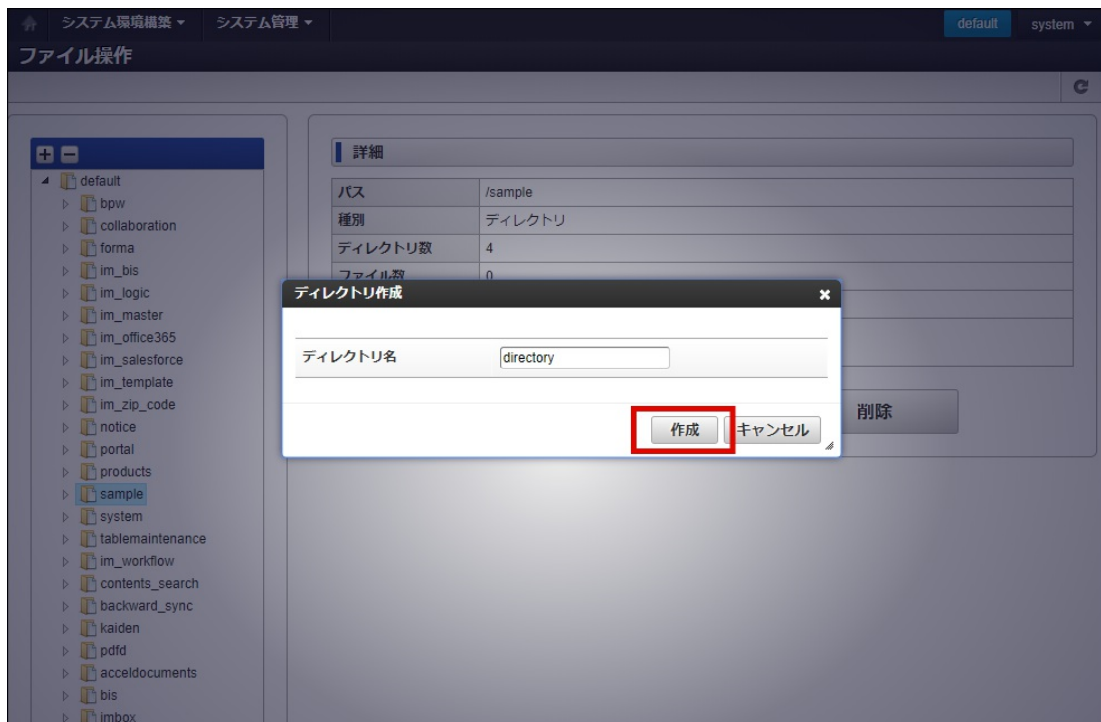 システム環境構築 システム管理 default system
ファイル操作
default
bpw
collaboration
forma
im_bis
im_logic
im_master
im_office365
im_salesforce
im_template
im_zip_code
notice
portal
products
sample
system
tablemaintenance
im_workflow
contents_search
backward_sync
kaiden
pdfd
acceldocuments
bis
imbox
詳細
パス /sample
種別 ディレクトリ
ディレクトリ数 4
ファイル数 0
ディレクトリ作成
ディレクトリ名 directory
作成 キャンセル
削除